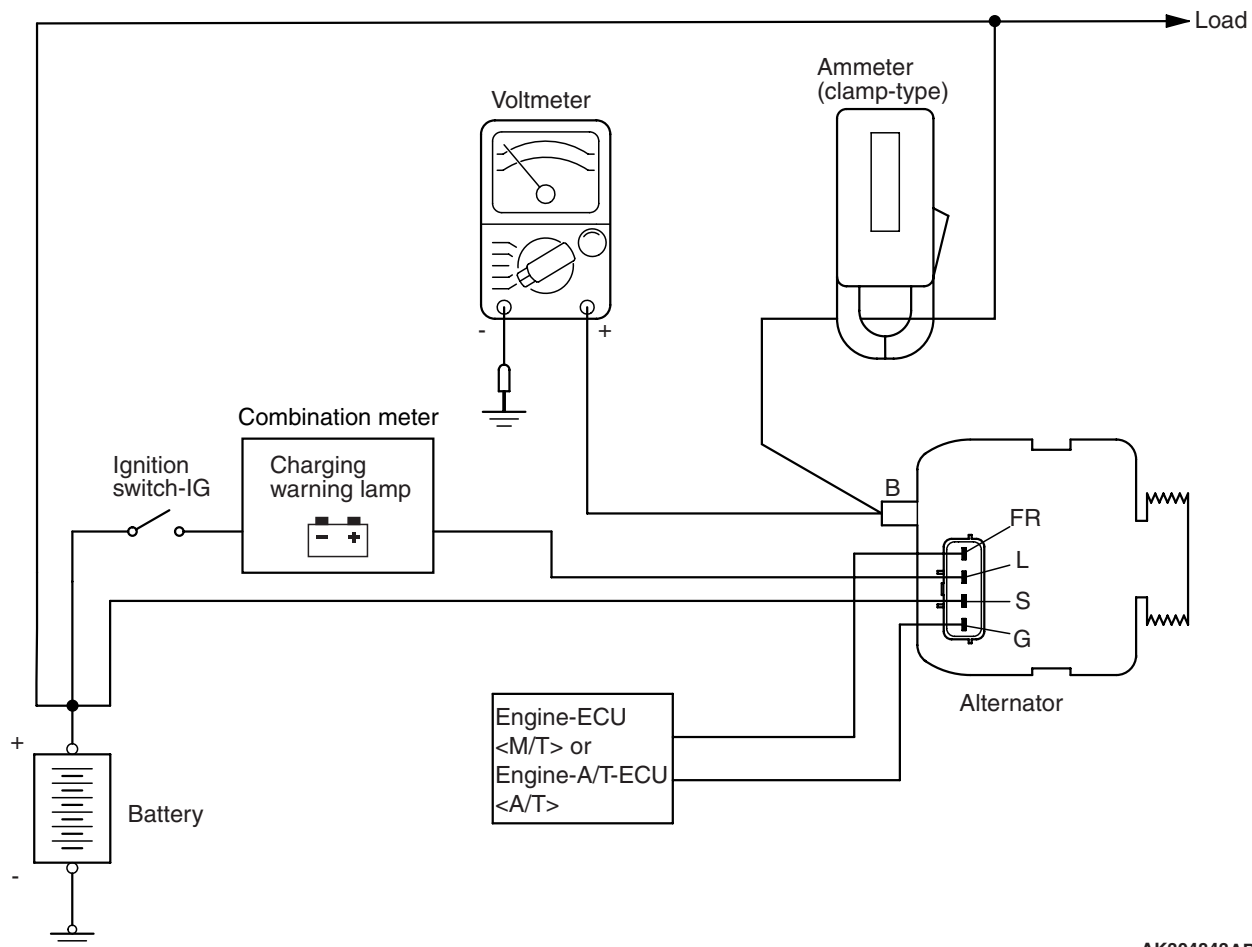 Load
Ammeter
(clamp-type)
Voltmeter
- +
Combination meter
Ignition
switch-IG
Charging
warning lamp
- +
B
FR
L
S
G
Alternator
Engine-ECU
<M/T> or
Engine-A/T-ECU
<A/T>
+
Battery
-